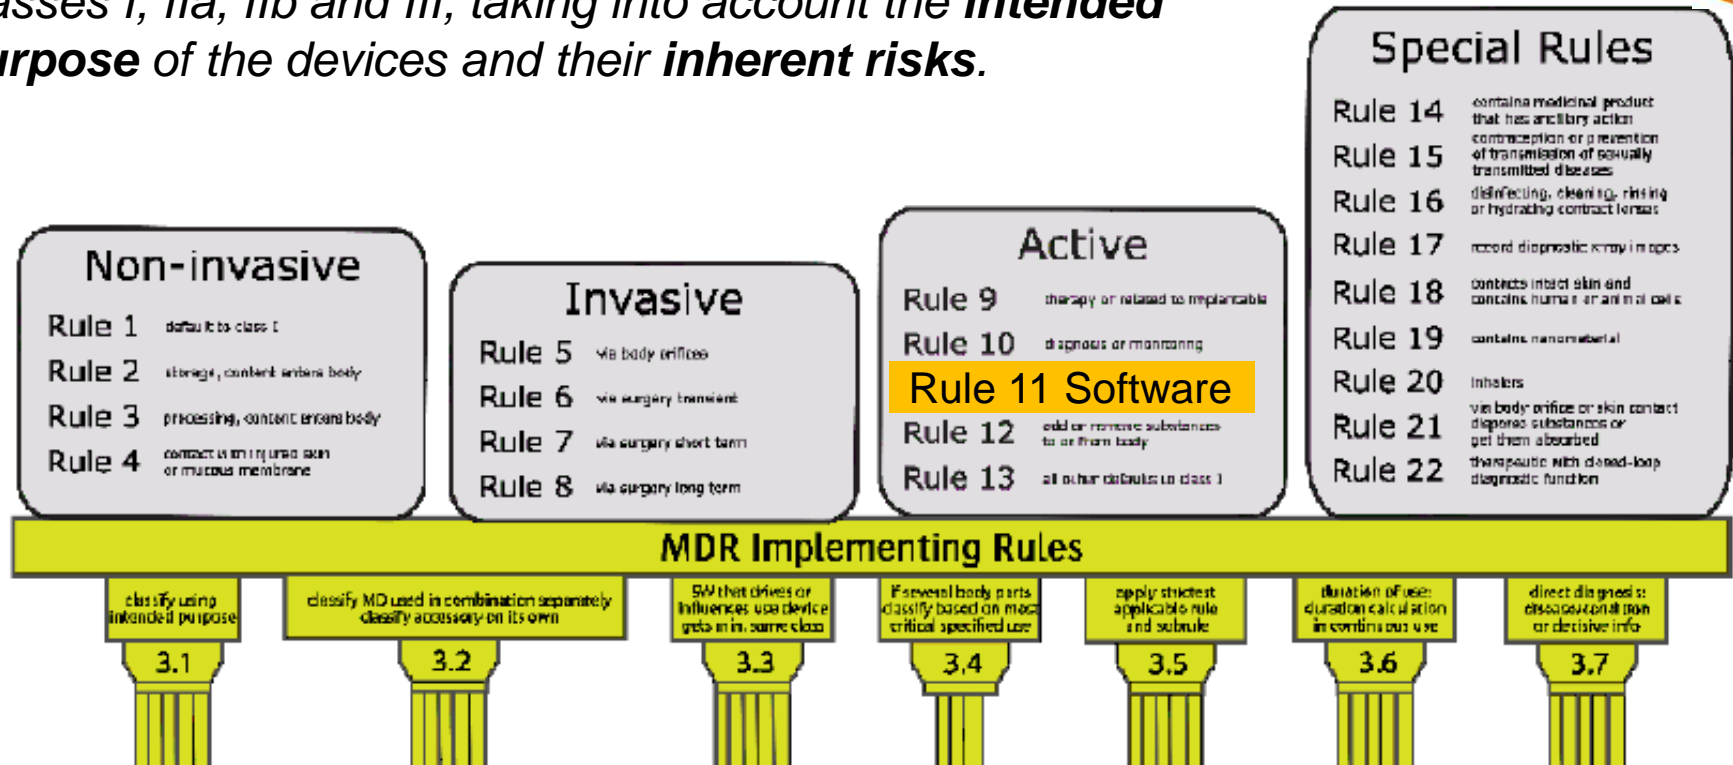 asses I, IIa, IIb and III, taking into account the intended
urpose of the devices and their inherent risks.
Non-invasive
Rule 1 default to class I
Rule 2 storage, content enters body
Rule 3 processing, content enters body
Rule 4 contact with injured skin
or mucous membrane
Invasive
Rule 5 via body orifices
Rule 6 via surgery transient
Rule 7 via surgery short term
Rule 8 via surgery long term
Active
Rule 9 therapy or related to implantable
Rule 10 diagnosis or monitoring
Rule 11 Software
Rule 12 add or remove substances
to or from body
Rule 13 all other defaults to class I
Special Rules
Rule 14 contains medicinal product
that has ancillary action
Rule 15 contraception or prevention
of transmission of sexually
transmitted diseases
Rule 16 disinfecting, cleaning, rinsing
or hydrating contract lenses
Rule 17 record diagnostic x-ray images
Rule 18 contacts intact skin and
contains human or animal cells
Rule 19 contains nanomaterial
Rule 20 inhalers
Rule 21 via body orifice or skin contact
disperse substances or
get them absorbed
Rule 22 therapeutic with closed-loop
diagnostic function
MDR Implementing Rules
classify using
intended purpose
3.1
classify MD used in combination separately
classify accessory on its own
3.2
SW that drives or
influences use device
gets min. same class
3.3
if several body parts
classify based on most
critical specified use
3.4
apply strictest
applicable rule
and subrule
3.5
duration of use:
duration calculation
in continuous use
3.6
direct diagnosis:
disease/condition
or decisive info
3.7